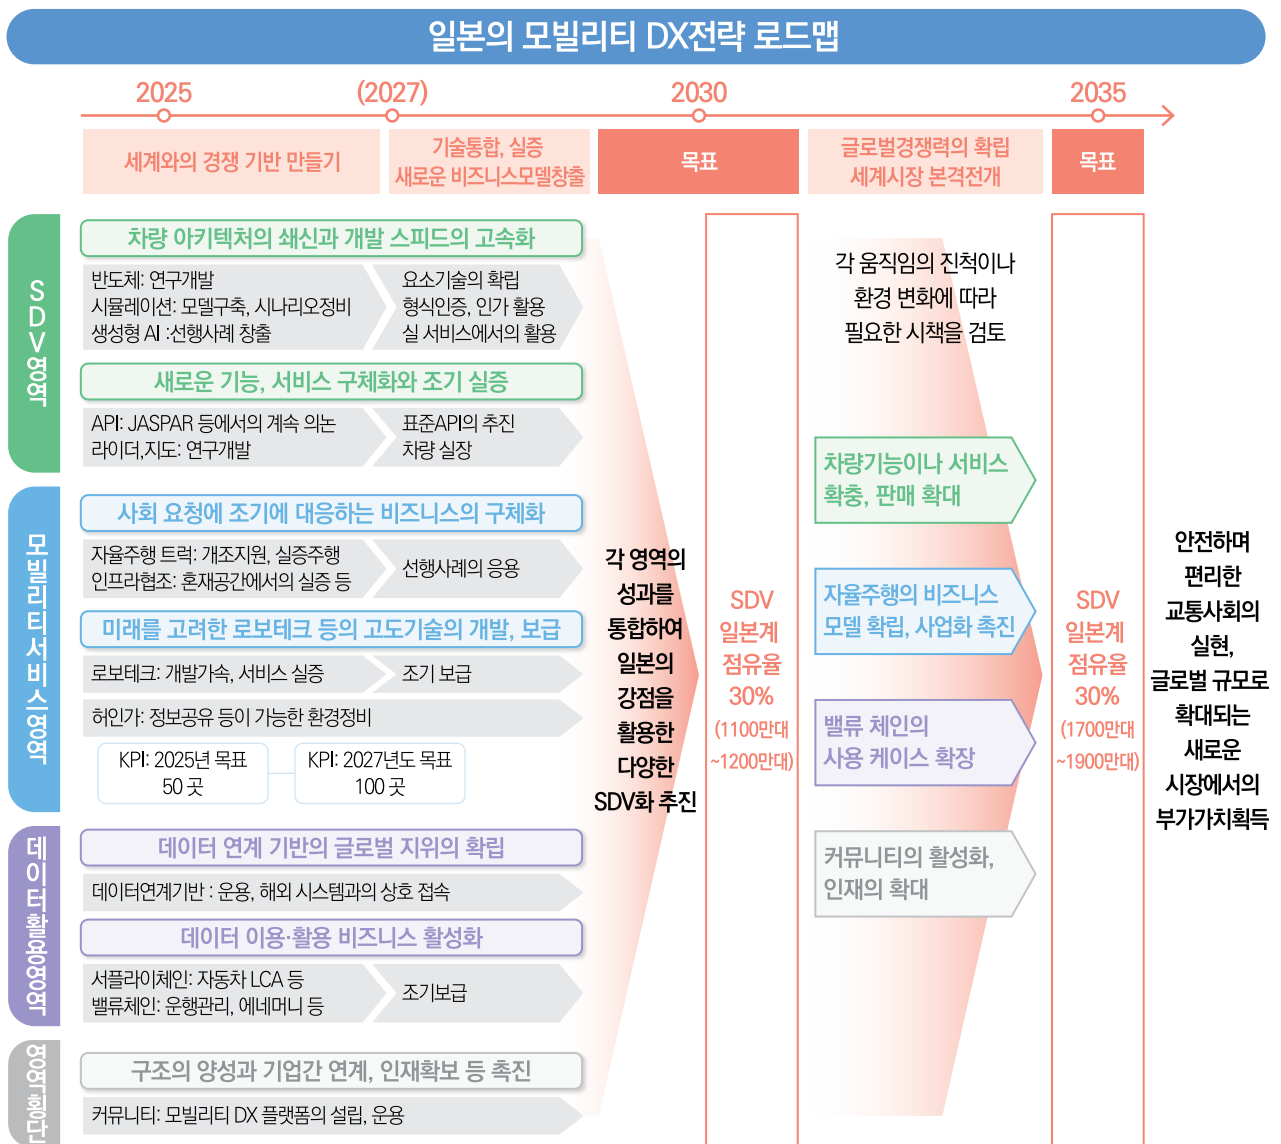 일본의 모빌리티 DX전략 로드맵
2025
(2027)
2030
2035
세계와의 경쟁 기반 만들기
기술통합, 실증
새로운 비즈니스모델창출
목표
글로벌경쟁력의 확립
세계시장 본격전개
목표
SDV영역
차량 아키텍처의 쇄신과 개발 스피드의 고속화
반도체: 연구개발
시뮬레이션: 모델구축, 시나리오정비
생성형 AI :선행사례 창출
요소기술의 확립
형식인증, 인가 활용
실 서비스에서의 활용
새로운 기능, 서비스 구체화와 조기 실증
API: JASPAR 등에서의 계속 의논
라이더,지도: 연구개발
표준API의 추진
차량 실장
모빌리티서비스영역
사회 요청에 조기에 대응하는 비즈니스의 구체화
자율주행 트럭: 개조지원, 실증주행
인프라협조: 혼재공간에서의 실증 등
선행사례의 응용
미래를 고려한 로보테크 등의 고도기술의 개발, 보급
로보테크: 개발가속, 서비스 실증
조기 보급
허인가: 정보공유 등이 가능한 환경정비
KPI: 2025년 목표
50 곳
KPI: 2027년도 목표
100 곳
데이터활용영역
데이터 연계 기반의 글로벌 지위의 확립
데이터연계기반 : 운용, 해외 시스템과의 상호 접속
데이터 이용·활용 비즈니스 활성화
서플라이체인: 자동차 LCA 등
밸류체인: 운행관리, 에네머니 등
조기보급
영역횡단
구조의 양성과 기업간 연계, 인재확보 등 촉진
커뮤니티: 모빌리티 DX 플랫폼의 설립, 운용
각 영역의
성과를
통합하여
일본의
강점을
활용한
다양한
SDV화 추진
SDV
일본계
점유율
30%
(1100만대
~1200만대)
각 움직임의 진척이나
환경 변화에 따라
필요한 시책을 검토
차량기능이나 서비스
확충, 판매 확대
자율주행의 비즈니스
모델 확립, 사업화 촉진
밸류 체인의
사용 케이스 확장
커뮤니티의 활성화,
인재의 확대
SDV
일본계
점유율
30%
(1700만대
~1900만대)
안전하며
편리한
교통사회의
실현,
글로벌 규모로
확대되는
새로운
시장에서의
부가가치획득